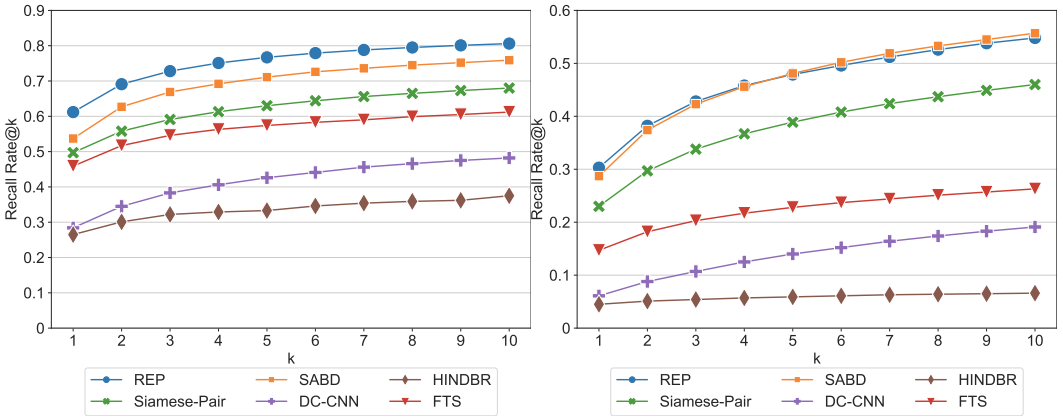 0.9
0.8
0.7
0.6
0.5
0.4
0.3
0.2
0.1
0
Recall Rate@k
1 2 3 4 5 6 7 8 9 10
k
REP SABD HINDBR
Siamese-Pair DC-CNN FTS
0.6
0.5
0.4
0.3
0.2
0.1
0
Recall Rate@k
1 2 3 4 5 6 7 8 9 10
k
REP SABD HINDBR
Siamese-Pair DC-CNN FTS